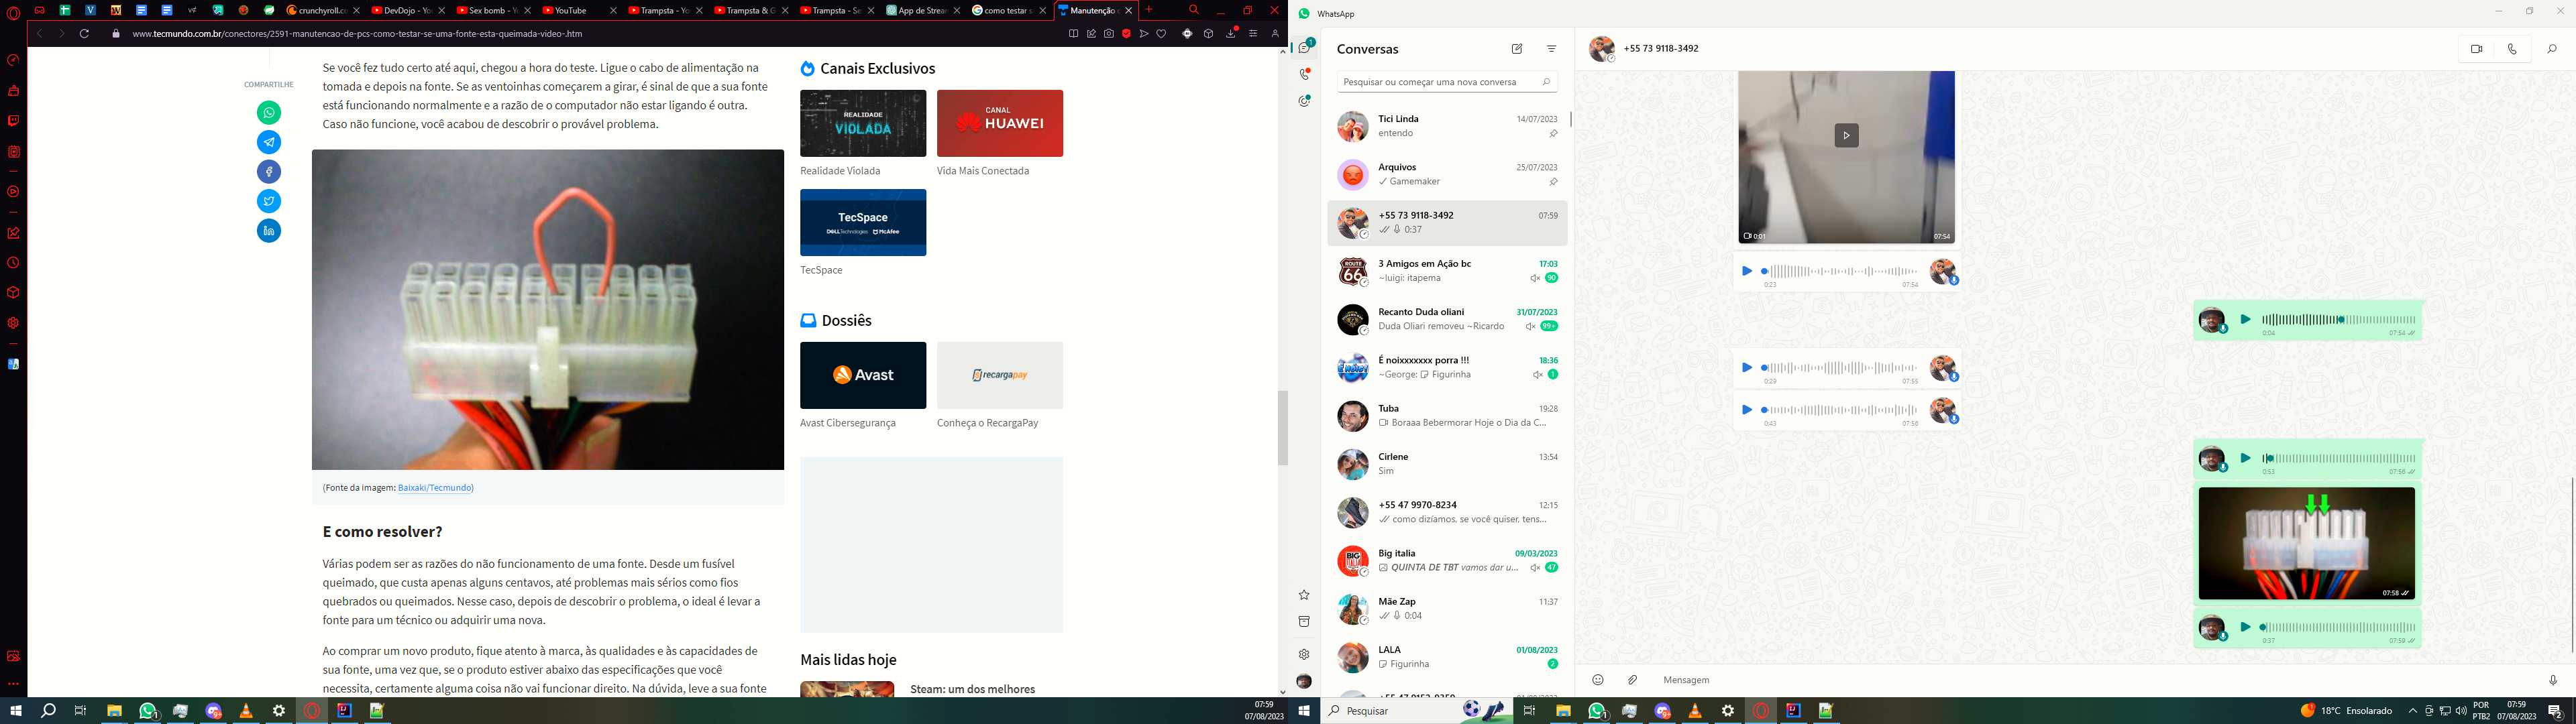 crunchyroll.co
DevDojo - Yo
Sex bomb - Y
YouTube
Trampsta - Yo
Trampsta & G
Trampsta - So
App de Strea
como testar s
Manutenção
www.tecmundo.com.br/conectores/2591-manutencao-de-pcs-como-testar-se-uma-fonte-esta-queimada-video-.htm
COMPARTILHE
Se você fez tudo certo até aqui, chegou a hora do teste. Ligue o cabo de alimentação na
tomada e depois na fonte. Se as ventoinhas começarem a girar, é sinal de que a sua fonte
está funcionando normalmente e a razão de o computador não estar ligando é outra.
Caso não funcione, você acabou de descobrir o provável problema.
(Fonte da imagem: Baixaki/Tecmundo)
E como resolver?
Várias podem ser as razões do não funcionamento de uma fonte. Desde um fusível
queimado, que custa apenas alguns centavos, até problemas mais sérios como fios
quebrados ou queimados. Nesse caso, depois de descobrir o problema, o ideal é levar a
fonte para um técnico ou adquirir uma nova.
Ao comprar um novo produto, fique atento à marca, às qualidades e às capacidades de
sua fonte, uma vez que, se o produto estiver abaixo das especificações que você
necessita, certamente alguma coisa não vai funcionar direito. Na dúvida, leve a sua fonte
Canais Exclusivos
REALIDADE
VIOLADA
CANAL
HUAWEI
Realidade Violada
Vida Mais Conectada
TecSpace
DELL Technologies McAfee
TecSpace
Dossiês
Avast
recargapay
Avast Cibersegurança
Conheça o RecargaPay
Mais lidas hoje
Steam: um dos melhores
07:59
07/08/2023
WhatsApp
1
Conversas
Pesquisar ou começar uma nova conversa
Tici Linda 14/07/2023
entendo
Arquivos 25/07/2023
Gamemaker
+55 73 9118-3492 07:59
0:37
ROUTE
66
3 Amigos em Ação bc 17:03
~luigi: itapema 90
Recanto Duda oliani 31/07/2023
Duda Oliari removeu ~Ricardo 99+
É noixxxxxxx porra !!! 18:36
~George: Figurinha 1
Tuba 19:28
Boraaa Bebermorar Hoje o Dia da C...
Cirlene 13:54
Sim
+55 47 9970-8234 12:15
como dizíamos, se você quiser, tens...
BIG
Big italia 09/03/2023
QUINTA DE TBT vamos dar u... 47
Mãe Zap 11:37
0:04
LALA 01/08/2023
Figurinha 2
+55 73 9118-3492
0:01 07:54
0:23 07:54
0:04 07:54
0:29 07:55
0:43 07:56
0:53 07:56
07:58
0:37 07:59
Mensagem
Pesquisar
18°C Ensolarado
POR
PTB2
07:59
07/08/2023
2